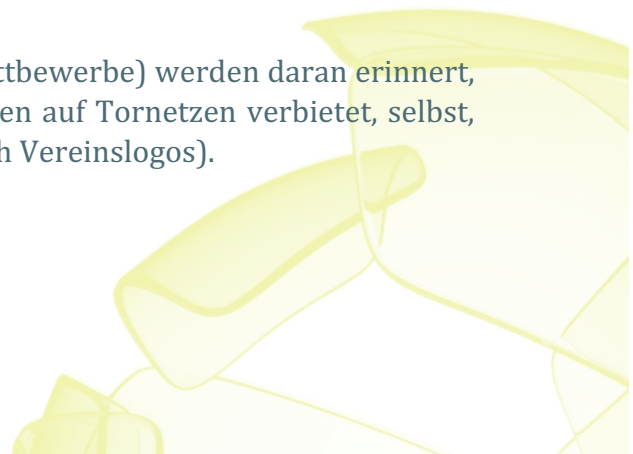 ttbewerbe) werden daran erinnert,
en auf Tornetzen verbietet, selbst,
h Vereinslogos).